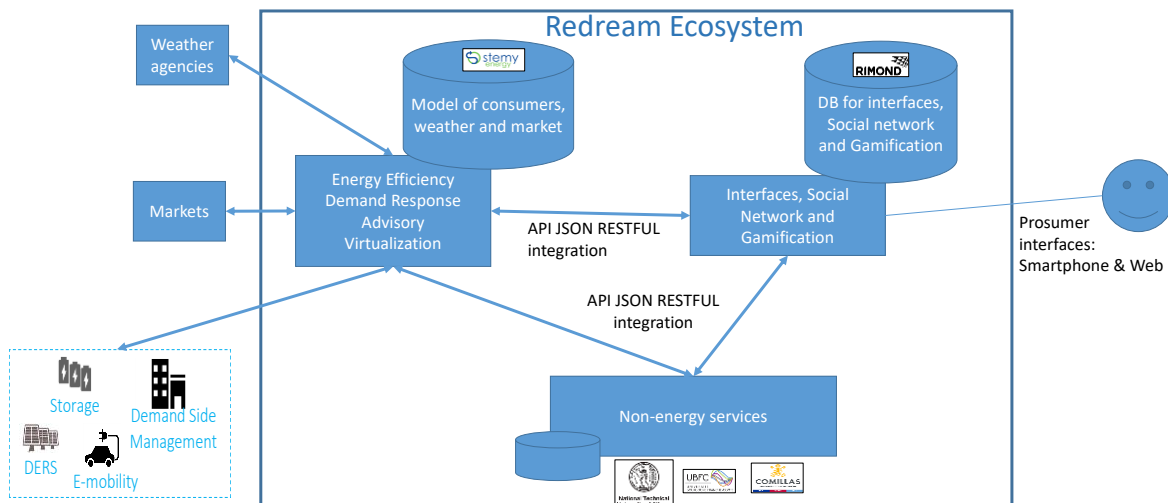 Redream Ecosystem
Weather
agencies
stemy
energy
Model of consumers,
weather and market
RIMOND
DB for interfaces,
Social network
and Gamification
Markets
Energy Efficiency
Demand Response
Advisory
Virtualization
API JSON RESTFUL
integration
Interfaces, Social
Network and
Gamification
Prosumer
interfaces:
Smartphone & Web
API JSON RESTFUL
integration
Storage
Demand Side
Management
DERS
E-mobility
Non-energy services
National Technical
UBFC
COMILLAS